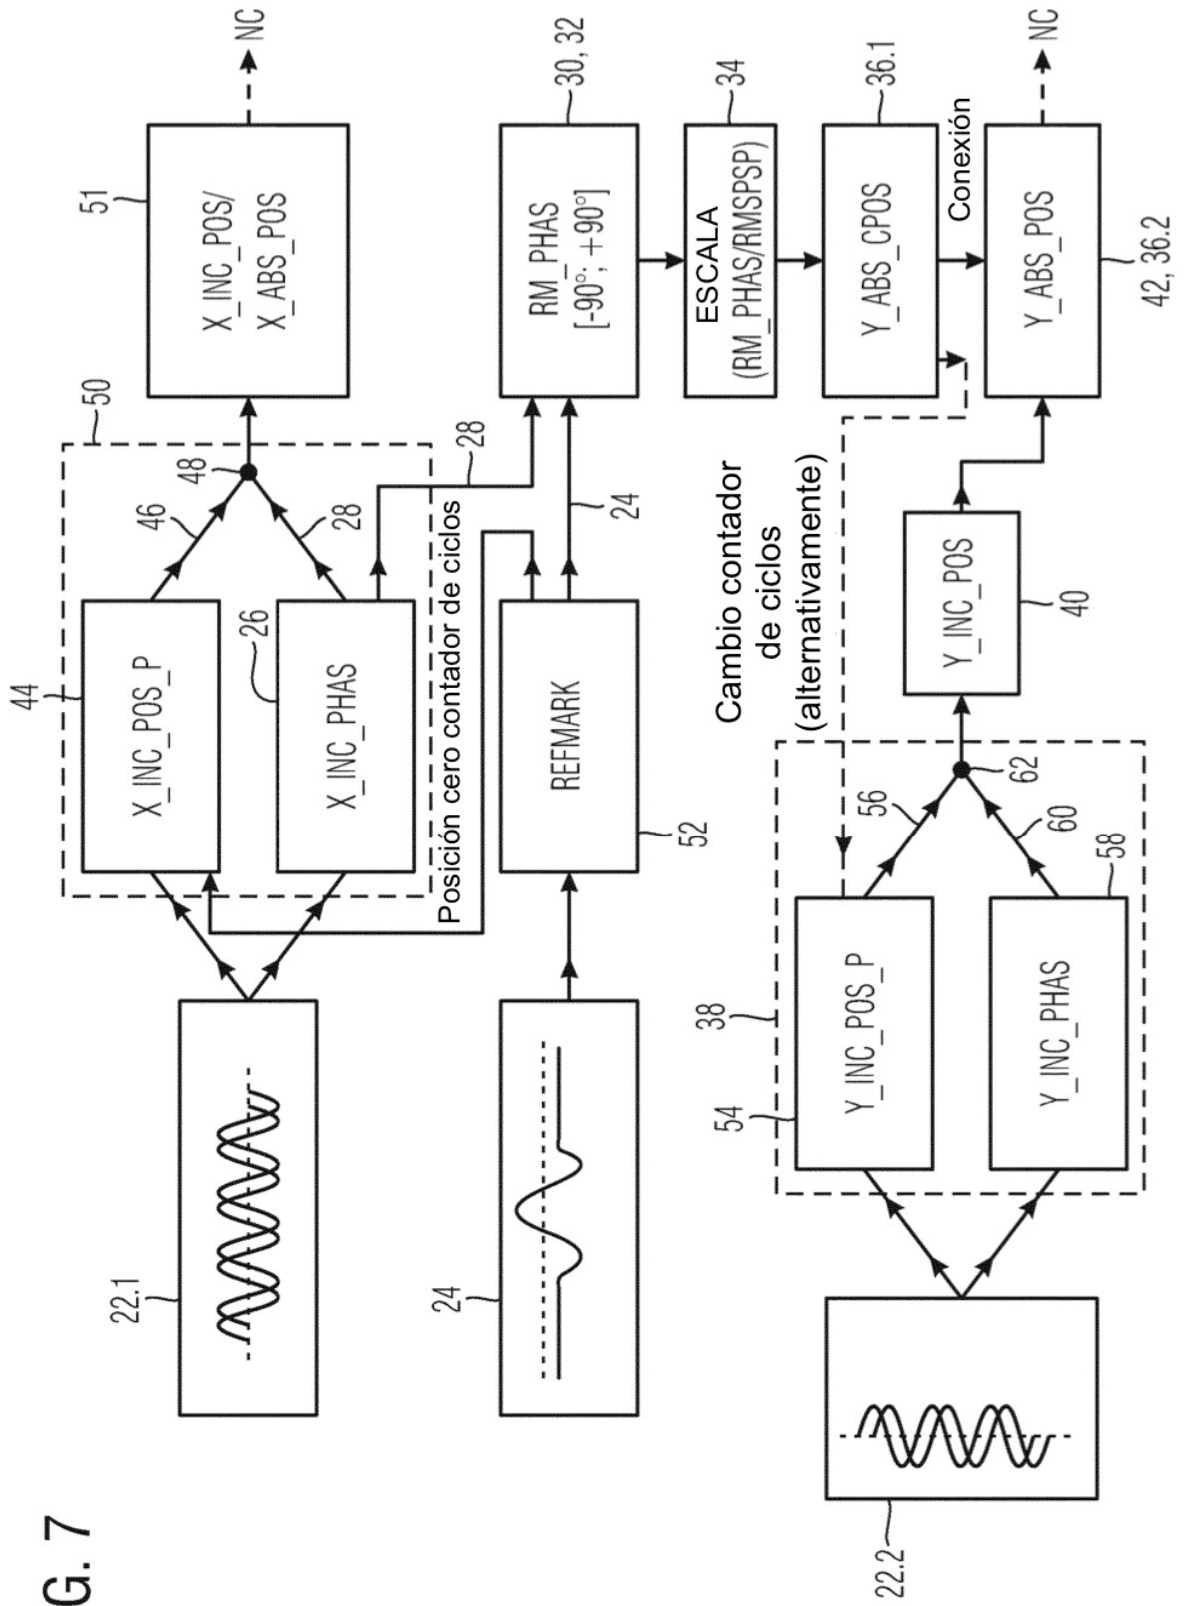 G. 7
22.1
44
X_INC_POS_P
26
X_INC_PHAS
46
28
48
50
51
X_INC_POS/
X_ABS_POS
NC
Posición cero contador de ciclos
24
REFMARK
52
28
24
RM_PHAS
[-90°; +90°]
30, 32
ESCALA
(RM_PHAS/RMSPSP)
34
Y_ABS_CPOS
36.1
Conexión
Y_ABS_POS
42, 36.2
NC
Cambio contador
de ciclos
(alternativamente)
22.2
38
54
Y_INC_POS_P
Y_INC_PHAS
58
56
60
62
Y_INC_POS
40